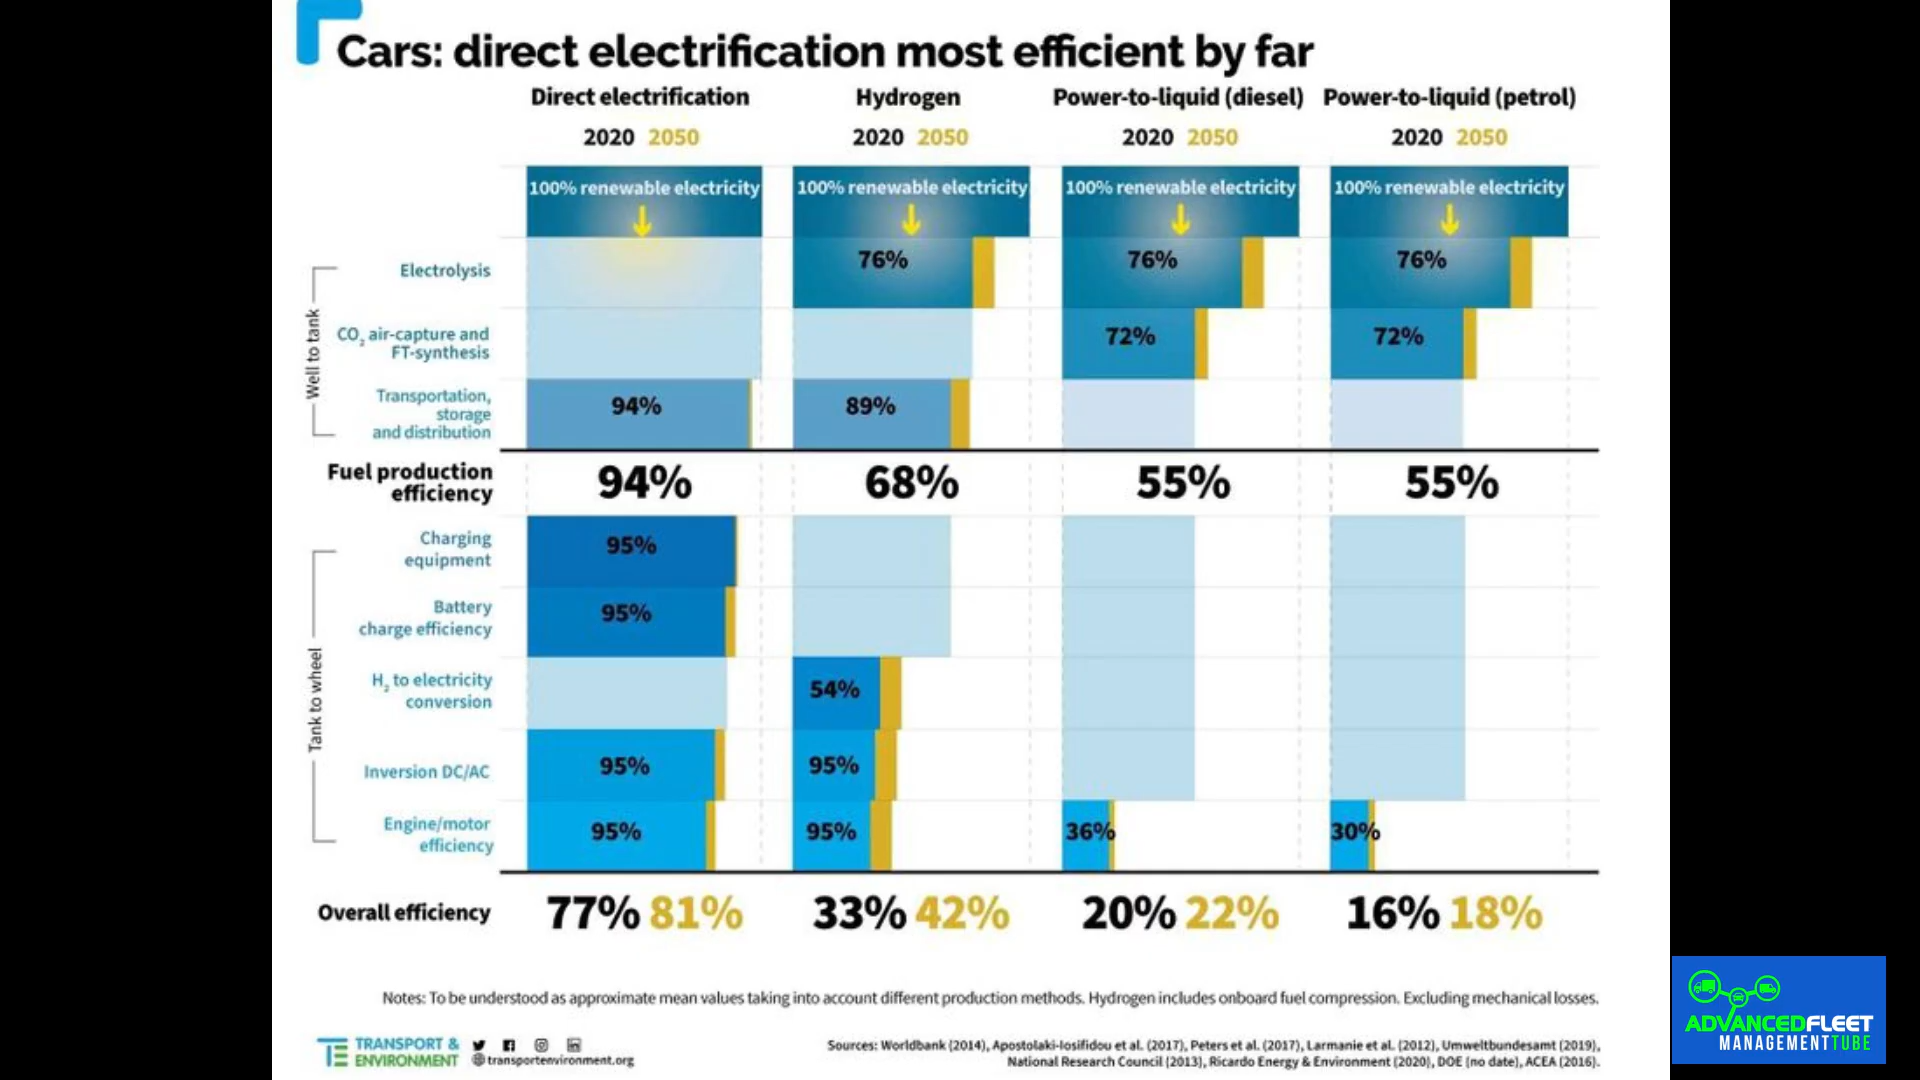 Cars: direct electrification most efficient by far
Direct electrification
Hydrogen
Power-to-liquid (diesel)
Power-to-liquid (petrol)
2020 2050
2020 2050
2020 2050
2020 2050
100% renewable electricity
100% renewable electricity
100% renewable electricity
100% renewable electricity
Well to tank
Electrolysis
76%
76%
76%
CO₂ air-capture and
FT-synthesis
72%
72%
Transportation,
storage
and distribution
94%
89%
Fuel production
efficiency
94%
68%
55%
55%
Tank to wheel
Charging
equipment
95%
Battery
charge efficiency
95%
H₂ to electricity
conversion
54%
Inversion DC/AC
95%
95%
Engine/motor
efficiency
95%
95%
36%
30%
Overall efficiency
77% 81%
33% 42%
20% 22%
16% 18%
Notes: To be understood as approximate mean values taking into account different production methods. Hydrogen includes onboard fuel compression. Excluding mechanical losses.
TRANSPORT &
ENVIRONMENT
transportenvironment.org
Sources: Worldbank (2014), Apostolaki-Iosifidou et al. (2017), Peters et al. (2017), Larmanie et al. (2012), Umweltbundesamt (2019),
National Research Council (2013), Ricardo Energy & Environment (2020), DOE (no date), ACEA (2016).
ADVANCEDFLEET
MANAGEMENTTUBE